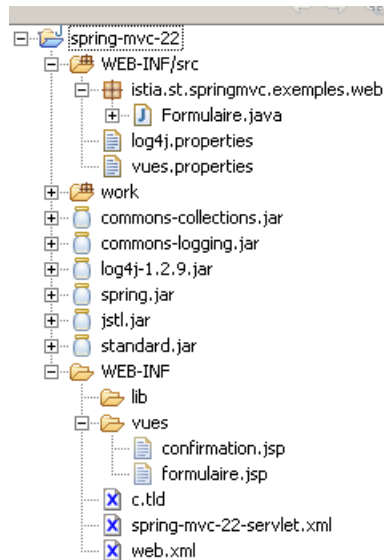 spring-mvc-22
WEB-INF/src
istia.st.springmvc.exemples.web
Formulaire.java
log4j.properties
vues.properties
work
commons-collections.jar
commons-logging.jar
log4j-1.2.9.jar
spring.jar
jstl.jar
standard.jar
WEB-INF
lib
vues
confirmation.jsp
formulaire.jsp
c.tld
spring-mvc-22-servlet.xml
web.xml